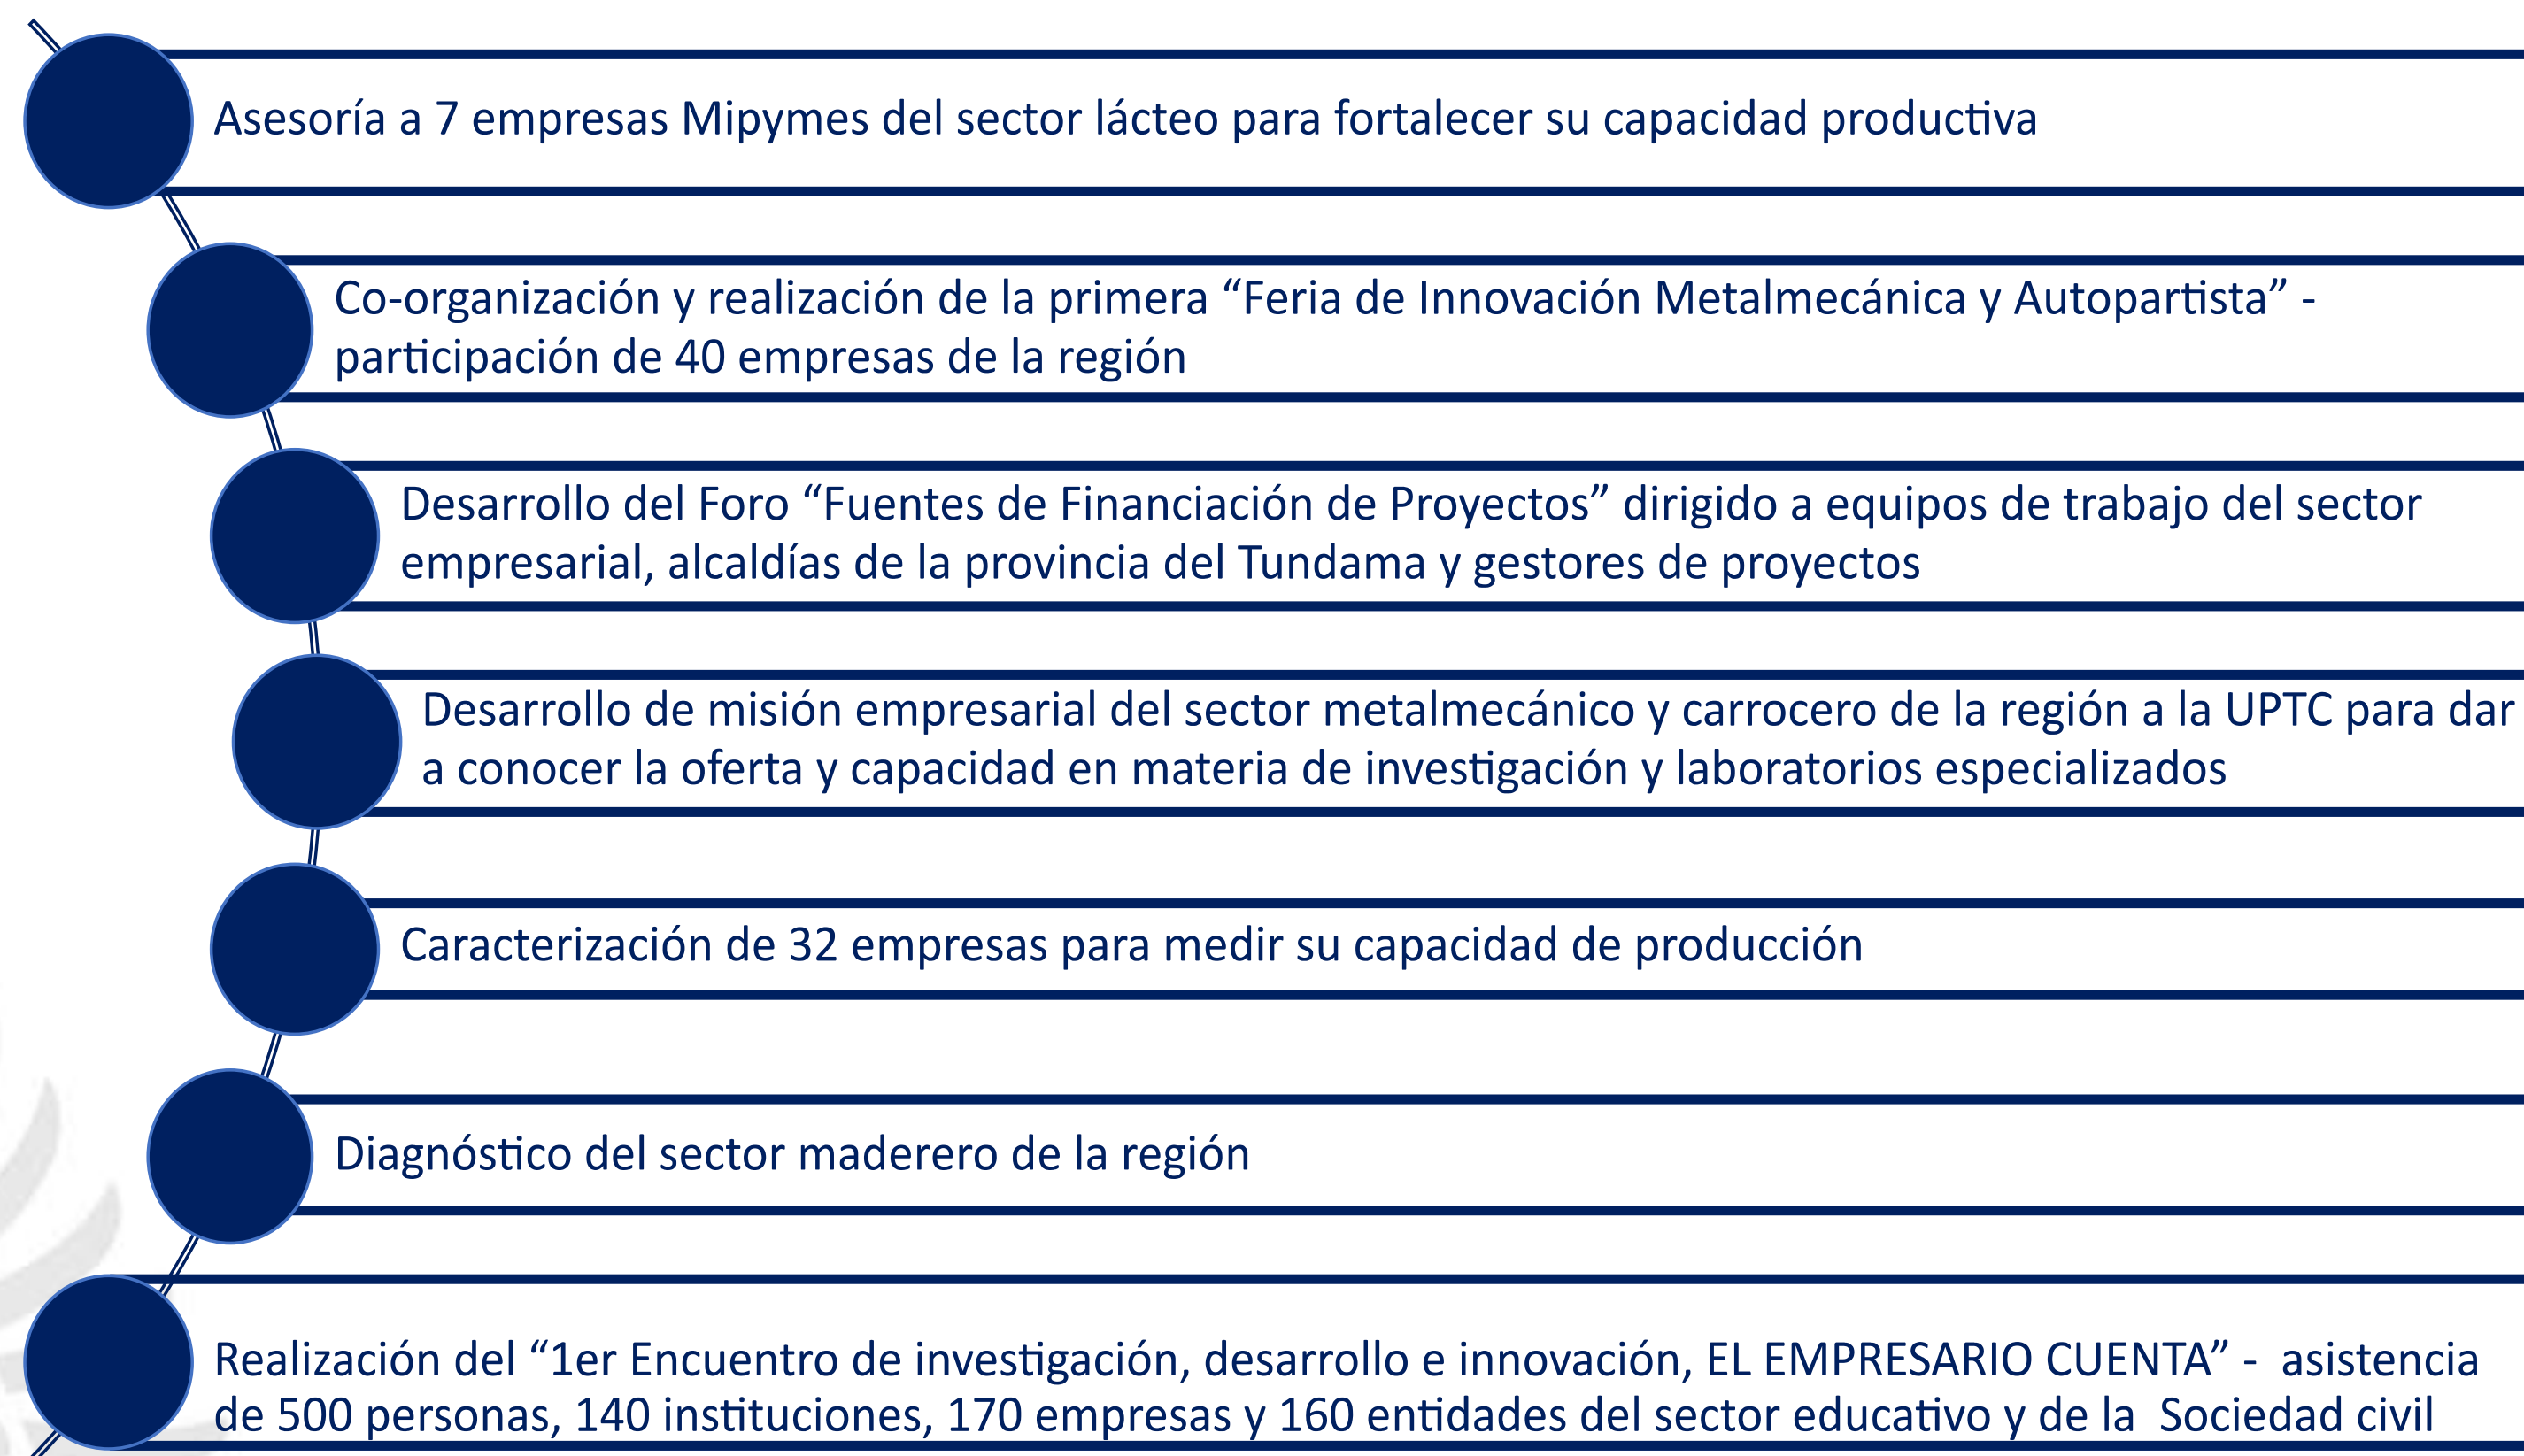 Asesoría a 7 empresas Mipymes del sector lácteo para fortalecer su capacidad productiva
Co-organización y realización de la primera “Feria de Innovación Metalmecánica y Autopartista” -
participación de 40 empresas de la región
Desarrollo del Foro “Fuentes de Financiación de Proyectos” dirigido a equipos de trabajo del sector
empresarial, alcaldías de la provincia del Tundama y gestores de proyectos
Desarrollo de misión empresarial del sector metalmecánico y carrocero de la región a la UPTC para dar
a conocer la oferta y capacidad en materia de investigación y laboratorios especializados
Caracterización de 32 empresas para medir su capacidad de producción
Diagnóstico del sector maderero de la región
Realización del “1er Encuentro de investigación, desarrollo e innovación, EL EMPRESARIO CUENTA” -  asistencia
de 500 personas, 140 instituciones, 170 empresas y 160 entidades del sector educativo y de la  Sociedad civil